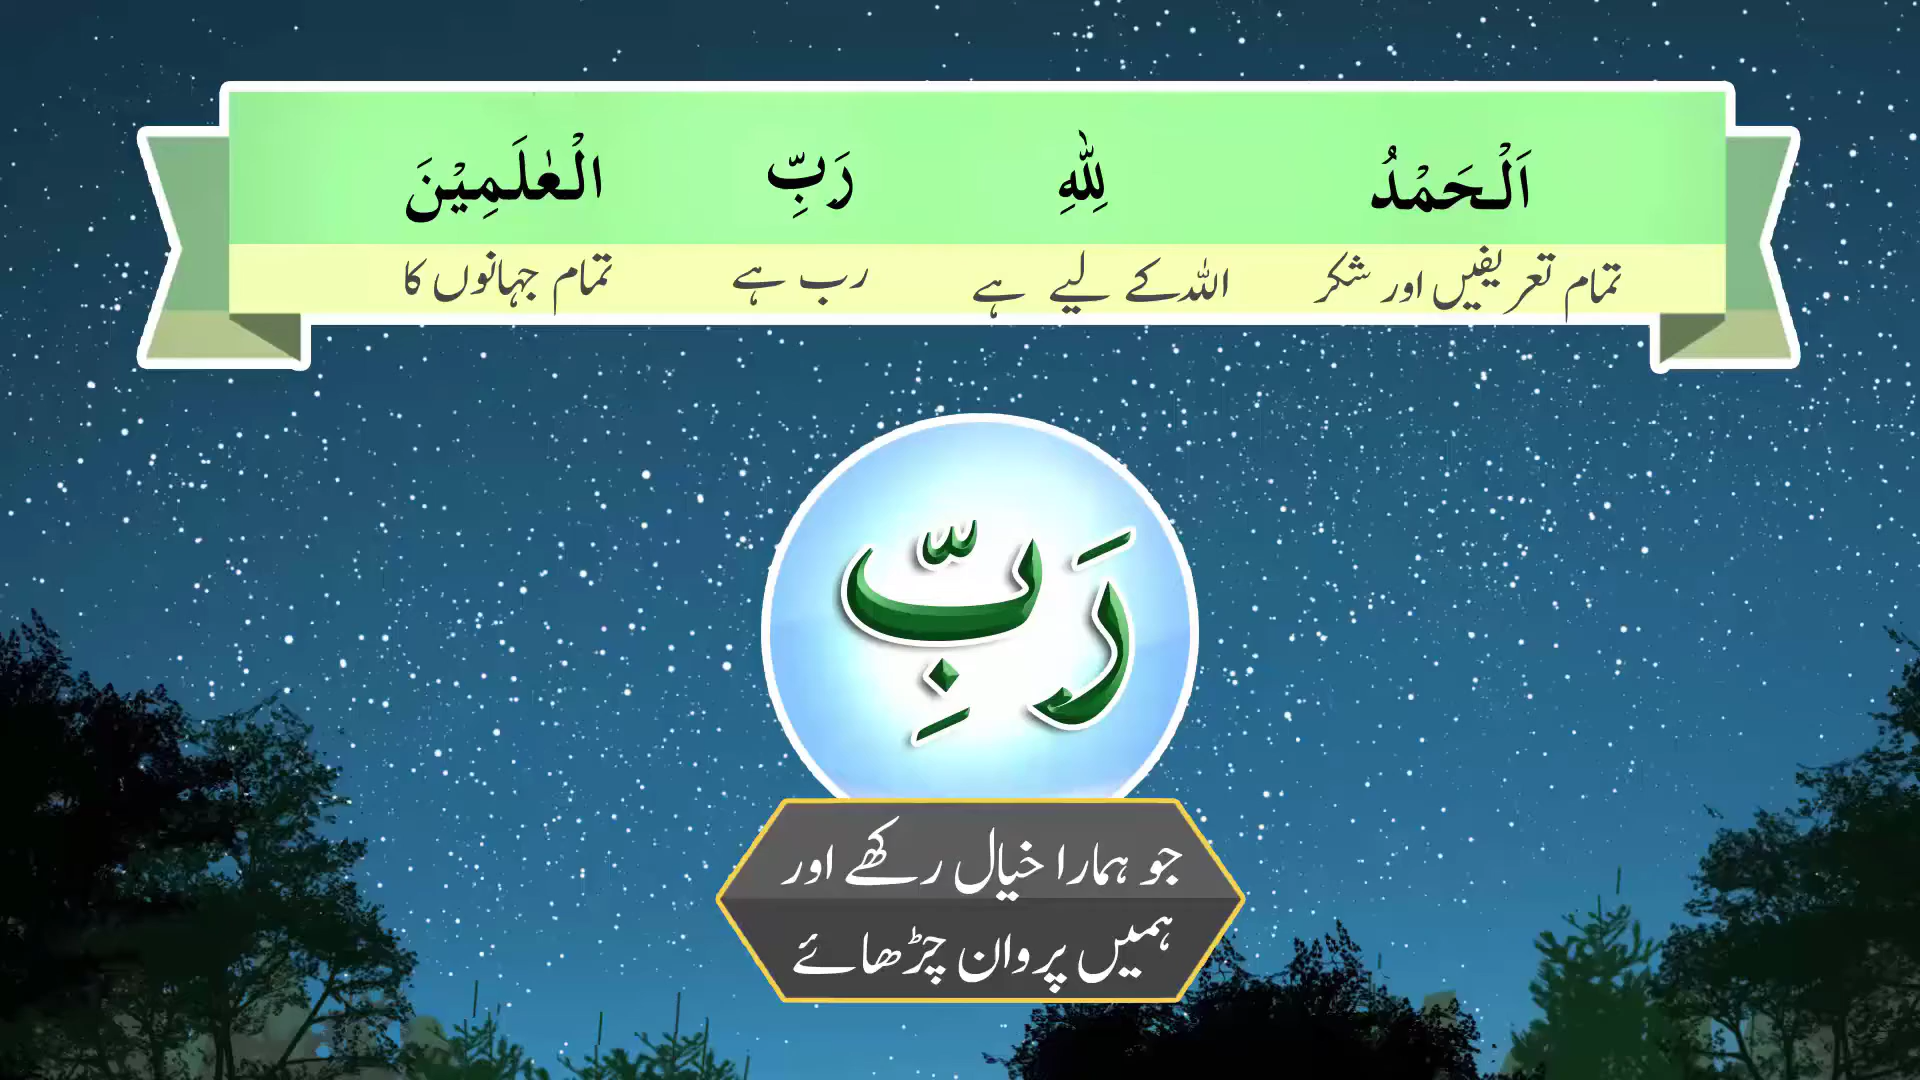 اَلْحَمْدُ لِلّٰهِ رَبِّ الْعٰلَمِيْنَ
تمام تعریفیں اور شکر اللہ کے لیے ہے رب ہے تمام جہانوں کا
رَبِّ
جو ہمارا خیال رکھے اور
ہمیں پروان چڑھائے